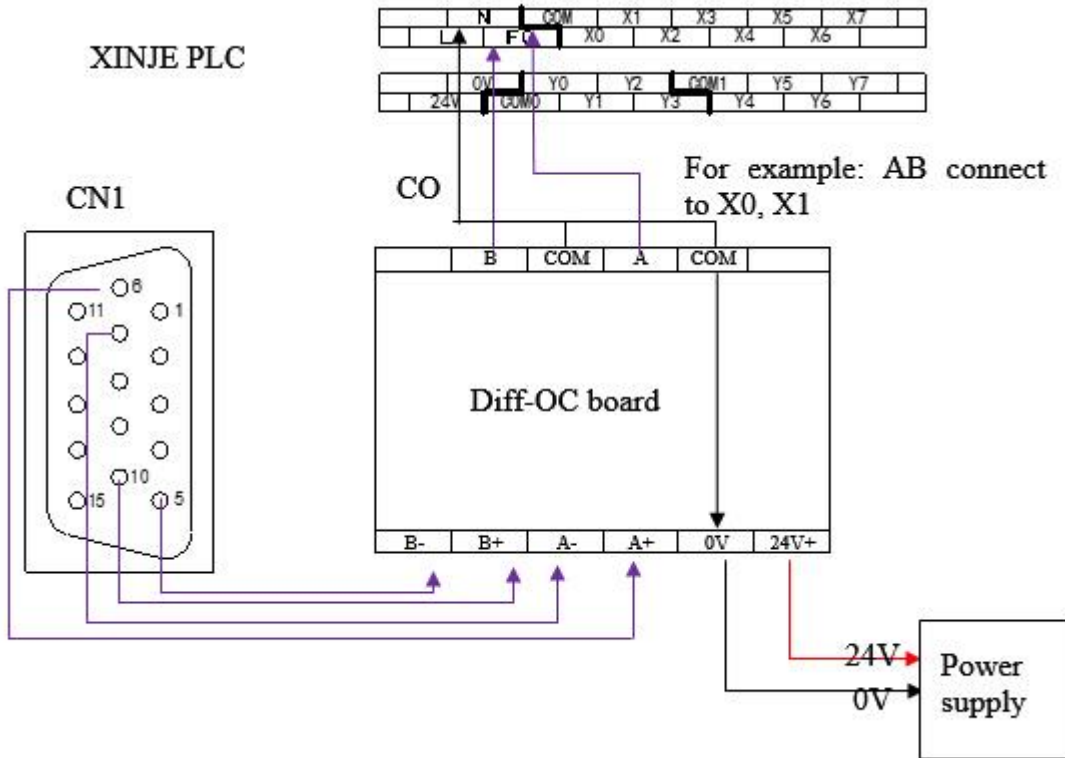 N COM X1 X3 X5 X7
L X0 X2 X4 X6
XINJE PLC
0V Y0 Y2 COM1 Y5 Y7
24V COM0 Y1 Y3 Y4 Y6
For example: AB connect
to X0, X1
CO
CN1
B COM A COM
6
11 1
Diff-OC board
10
15 5
B- B+ A- A+ 0V 24V+
24V
0V
Power
supply